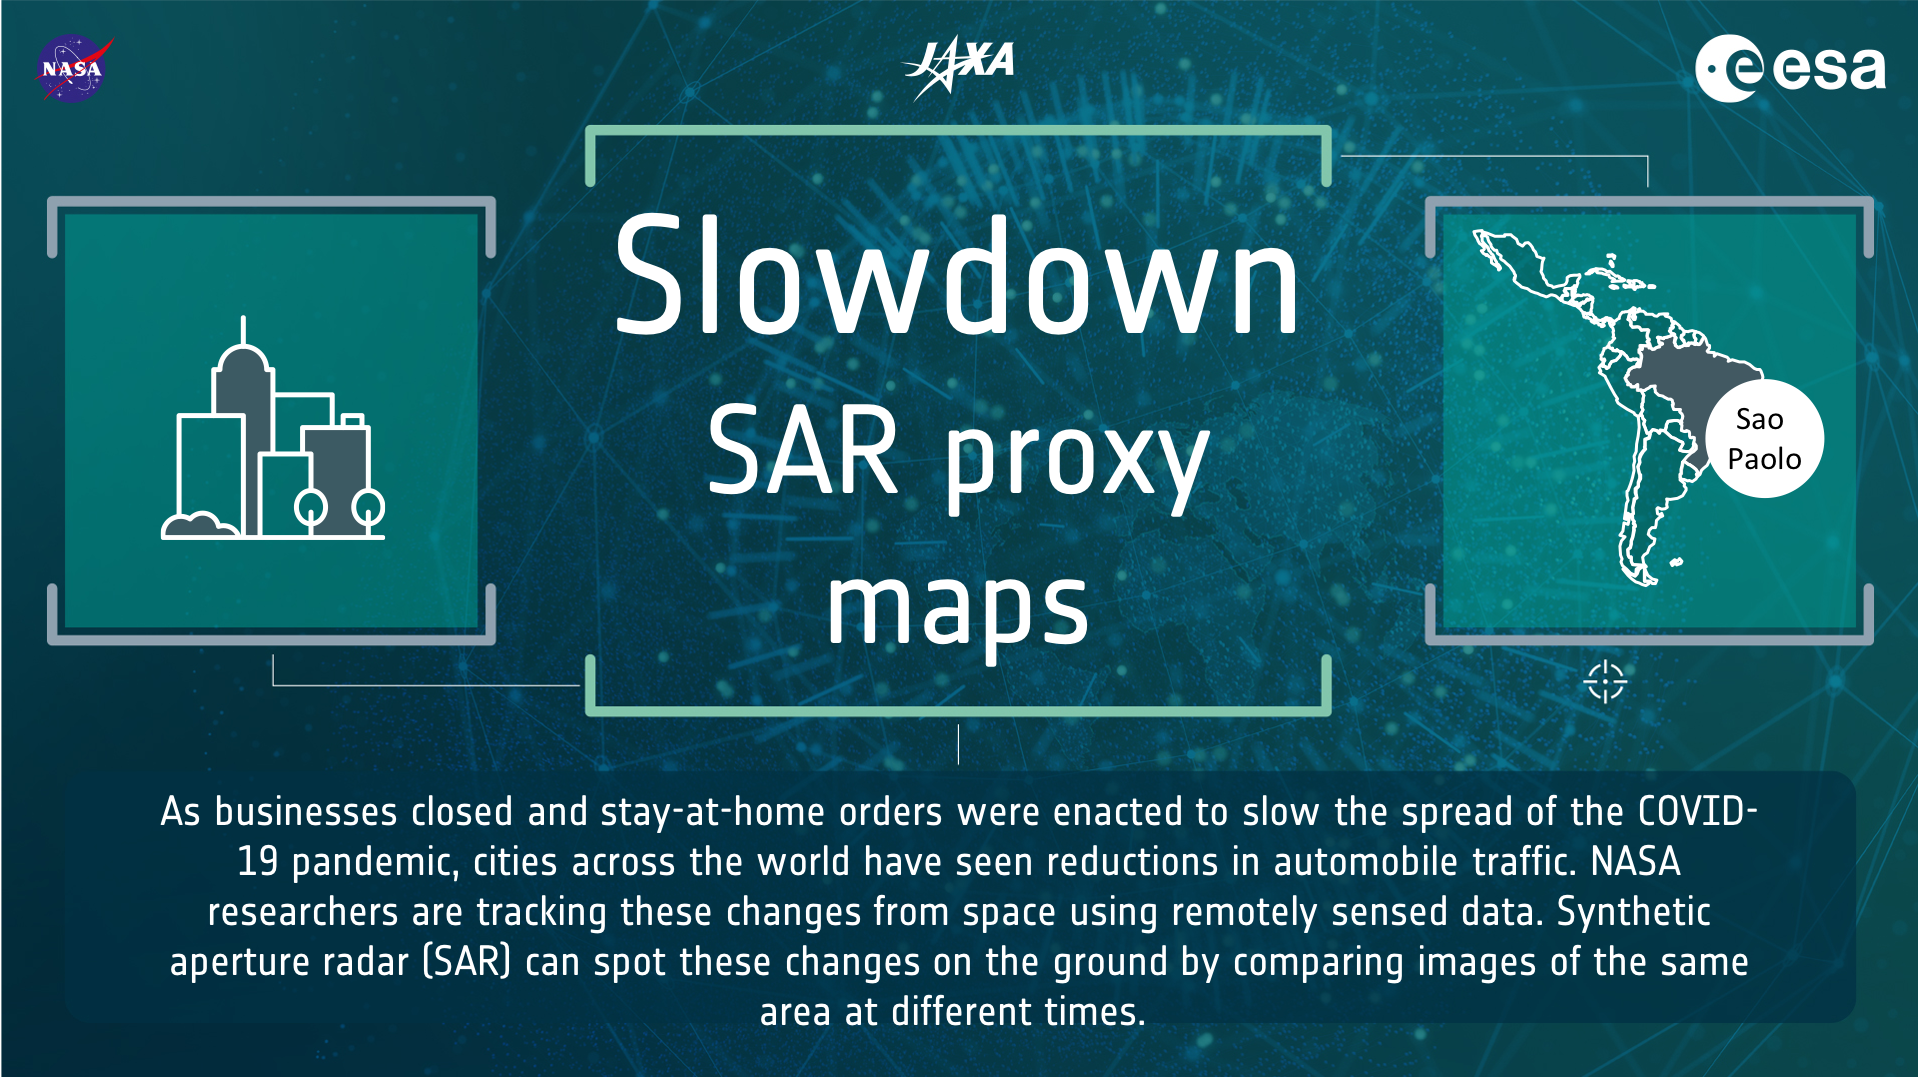 NASA
JAXA
esa
Slowdown
SAR proxy
maps
Sao
Paolo
As businesses closed and stay-at-home orders were enacted to slow the spread of the COVID-
19 pandemic, cities across the world have seen reductions in automobile traffic. NASA
researchers are tracking these changes from space using remotely sensed data. Synthetic
aperture radar (SAR) can spot these changes on the ground by comparing images of the same
area at different times.